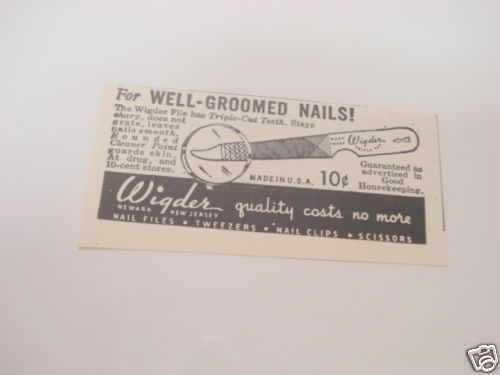 For WELL-GROOMED NAILS!
The Wigder File has Triple-Cut Teeth. Stays
sharp, does not
grate, leaves
nails smooth,
Rounded
Cleaner Point
guards skin.
At drug, and
10-cent stores.
Wigder
TRIPLE
MADE IN U.S.A. 10¢
Guaranteed as
advertised in
Good
Housekeeping.
Wigder quality costs no more
NEWARK NEW JERSEY
NAIL FILES • TWEEZERS • NAIL CLIPS • SCISSORS
ebY